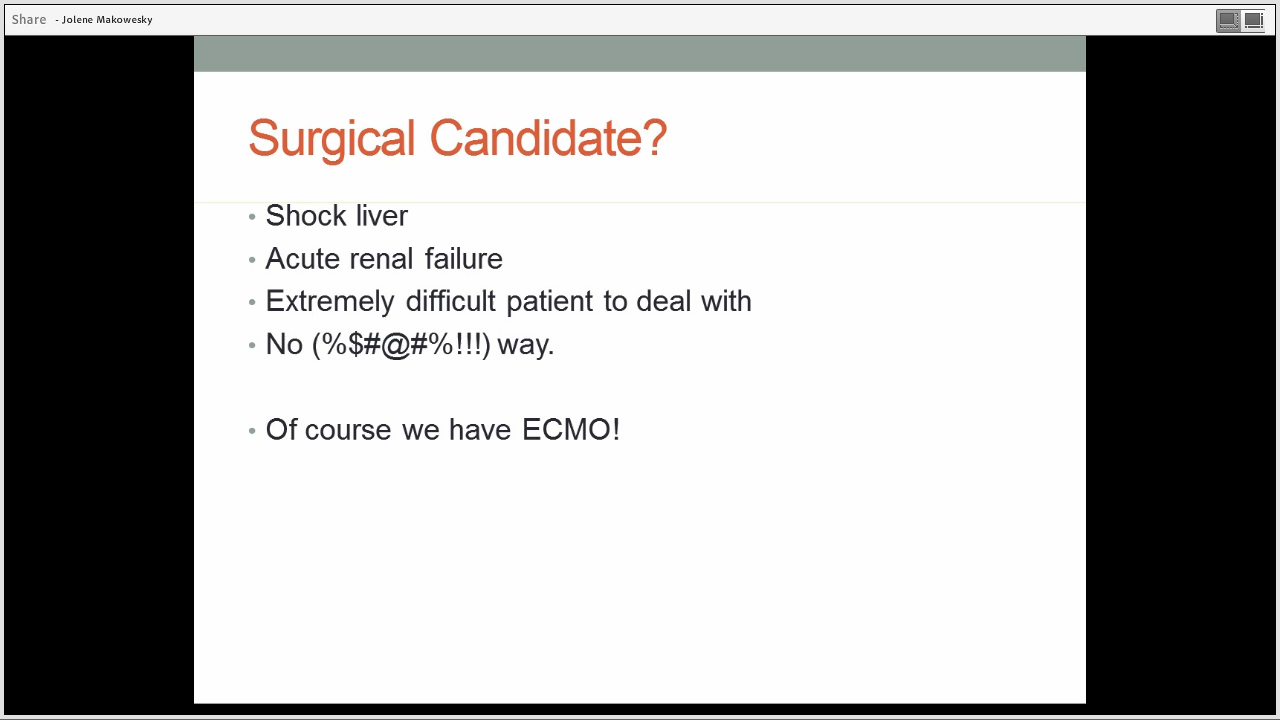 Share - Jolene Makowesky
Surgical Candidate?
• Shock liver
• Acute renal failure
• Extremely difficult patient to deal with
• No (%$#@#%!!!) way.
• Of course we have ECMO!